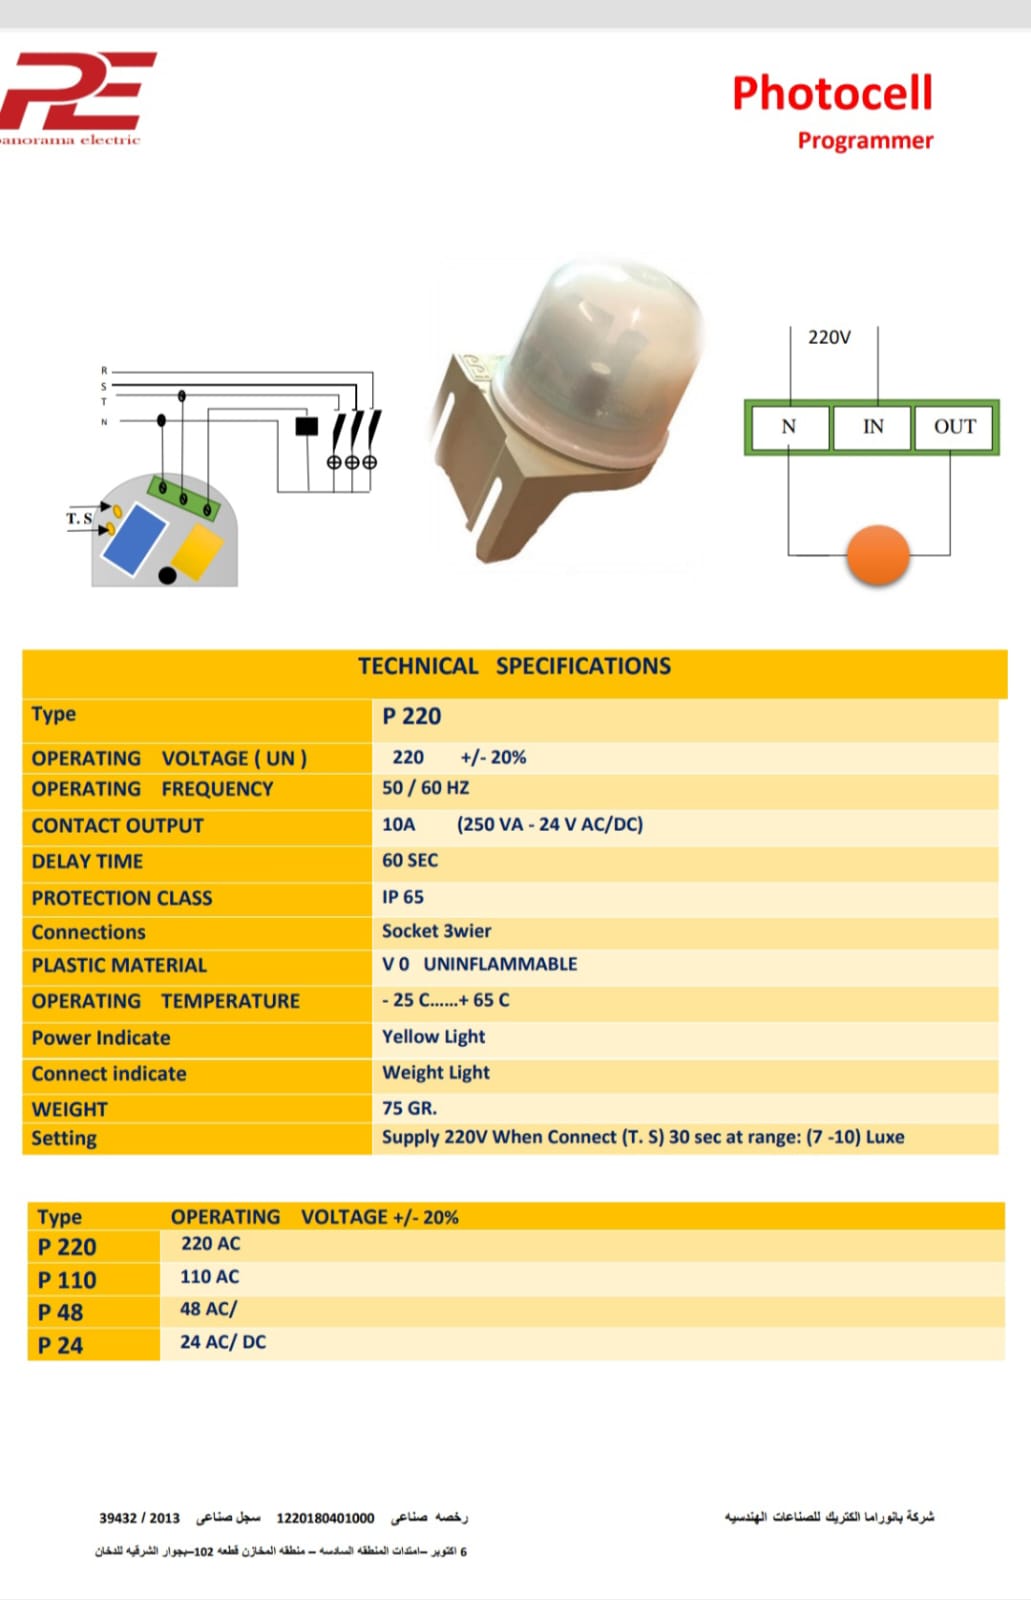 PE
panorama electric
Photocell
Programmer
R
S
T
N
T. S
220V
N IN OUT
TECHNICAL SPECIFICATIONS
Type P 220
OPERATING VOLTAGE ( UN ) 220 +/- 20%
OPERATING FREQUENCY 50 / 60 HZ
CONTACT OUTPUT 10A (250 VA - 24 V AC/DC)
DELAY TIME 60 SEC
PROTECTION CLASS IP 65
Connections Socket 3wier
PLASTIC MATERIAL V 0 UNINFLAMMABLE
OPERATING TEMPERATURE - 25 C......+ 65 C
Power Indicate Yellow Light
Connect indicate Weight Light
WEIGHT 75 GR.
Setting Supply 220V When Connect (T. S) 30 sec at range: (7 -10) Luxe
Type OPERATING VOLTAGE +/- 20%
P 220 220 AC
P 110 110 AC
P 48 48 AC/
P 24 24 AC/ DC
شركة بانوراما الكتريك للصناعات الهندسيه
رخصه صناعى 1220180401000 سجل صناعى 39432 / 2013
6 اكتوبر –امتدات المنطقه السادسه – منطقه المخازن قطعه 102–بجوار الشرقيه للدخان